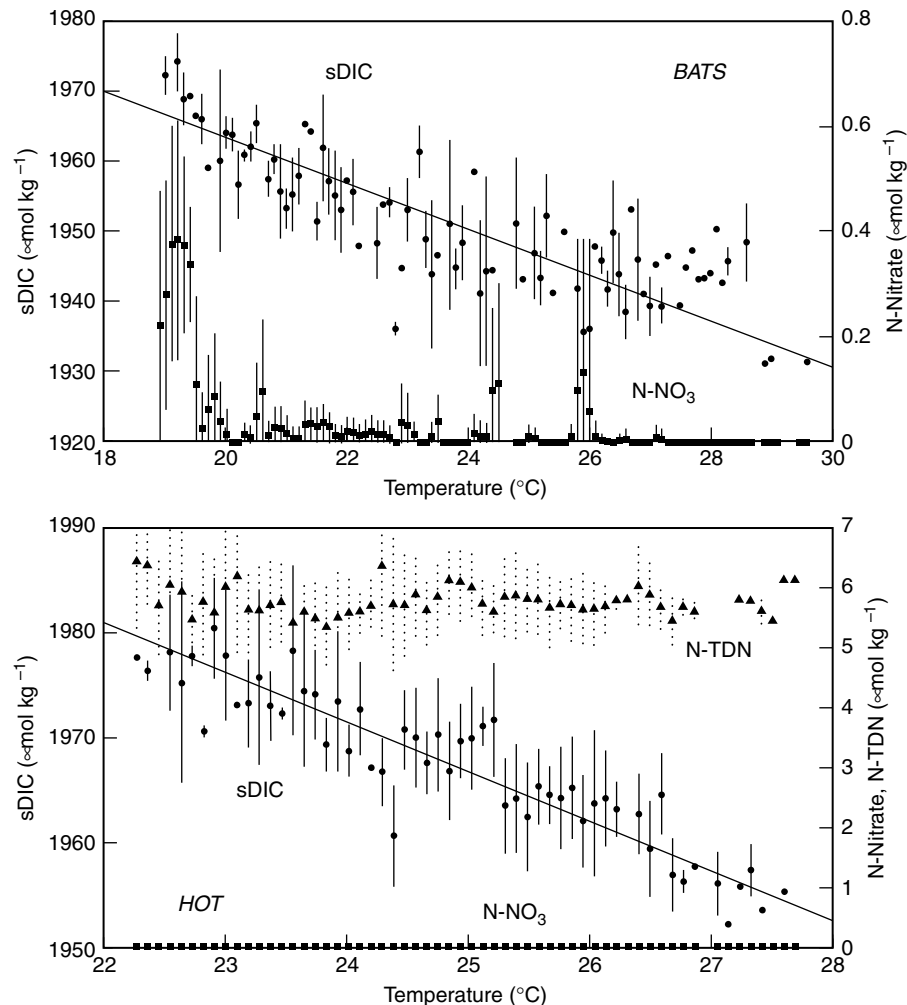 1980
1970
1960
1950
1940
1930
1920
sDIC (∝mol kg⁻¹)
sDIC
BATS
N-NO₃
0.8
0.6
0.4
0.2
0
N-Nitrate (∝mol kg⁻¹)
18 20 22 24 26 28 30
Temperature (°C)
1990
1980
1970
1960
1950
sDIC (∝mol kg⁻¹)
N-TDN
sDIC
HOT
N-NO₃
7
6
5
4
3
2
1
0
N-Nitrate, N-TDN (∝mol kg⁻¹)
22 23 24 25 26 27 28
Temperature (°C)